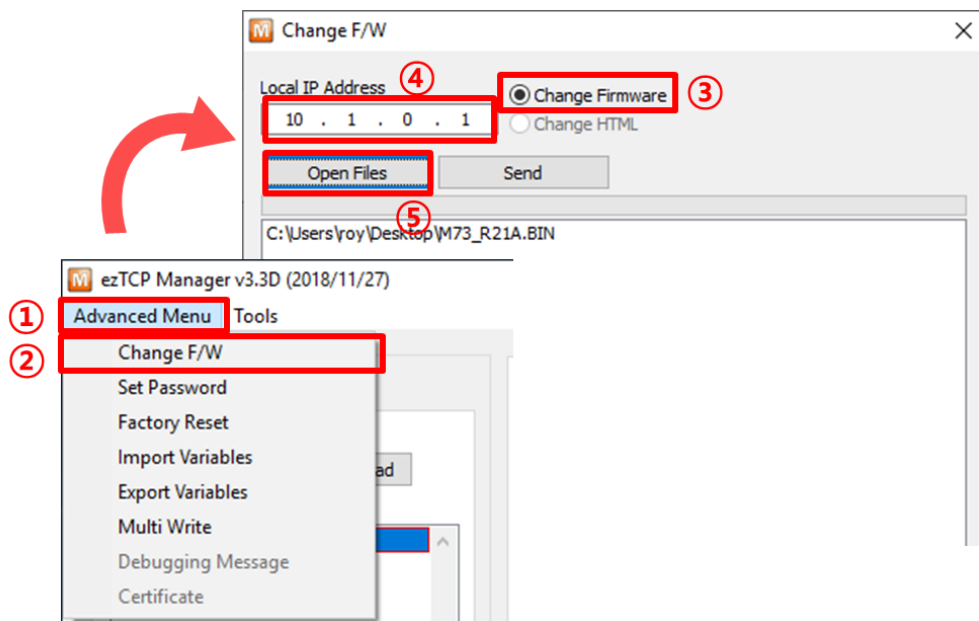 Change F/W
Local IP Address
④
Change Firmware
③
10 . 1 . 0 . 1
Change HTML
Open Files
Send
⑤
C:\Users\roy\Desktop\M73_R21A.BIN
ezTCP Manager v3.3D (2018/11/27)
①
Advanced Menu
Tools
②
Change F/W
Set Password
Factory Reset
Import Variables
ad
Export Variables
Multi Write
Debugging Message
Certificate